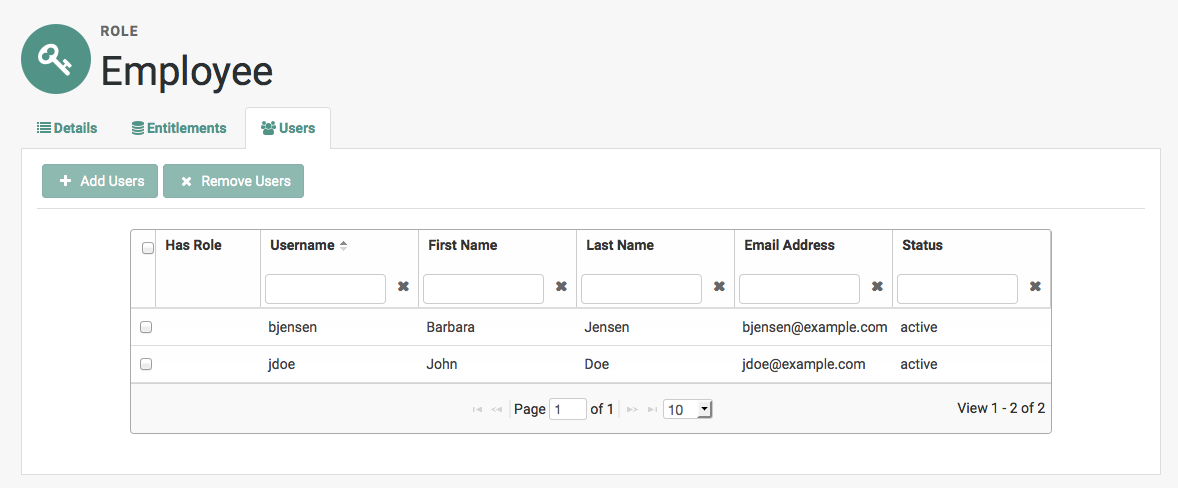 ROLE
Employee
Details Entitlements Users
Add Users Remove Users
Has Role Username First Name Last Name Email Address Status
bjensen Barbara Jensen bjensen@example.com active
jdoe John Doe jdoe@example.com active
Page 1 of 1 10 View 1 - 2 of 2